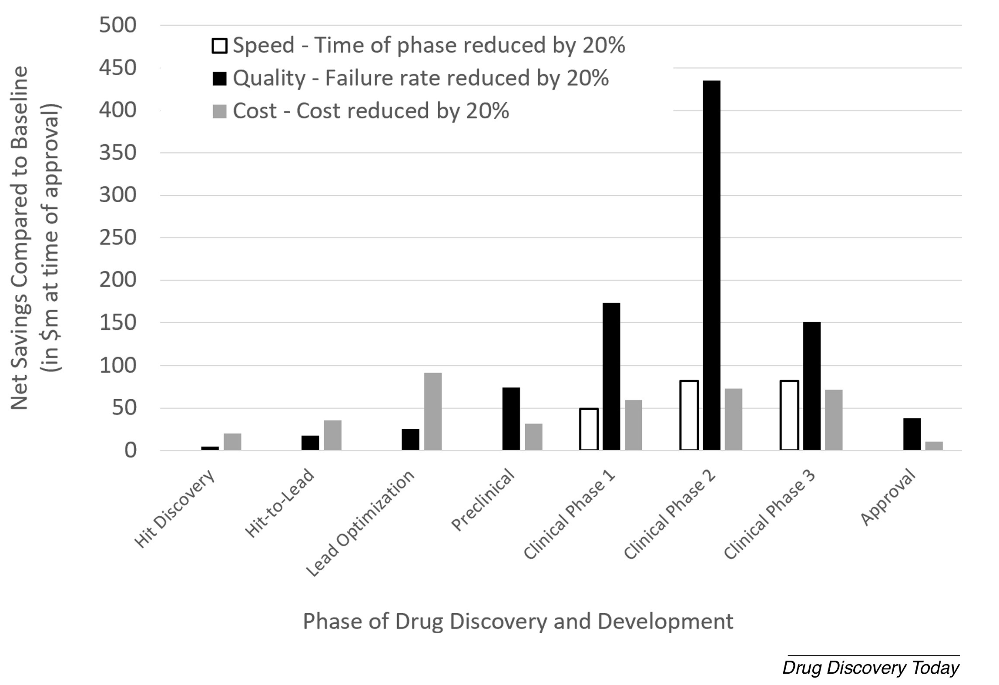 Net Savings Compared to Baseline
(in $m at time of approval)
500
450
400
350
300
250
200
150
100
50
0
Speed - Time of phase reduced by 20%
Quality - Failure rate reduced by 20%
Cost - Cost reduced by 20%
Hit Discovery
Hit-to-Lead
Lead Optimization
Preclinical
Clinical Phase 1
Clinical Phase 2
Clinical Phase 3
Approval
Phase of Drug Discovery and Development
Drug Discovery Today